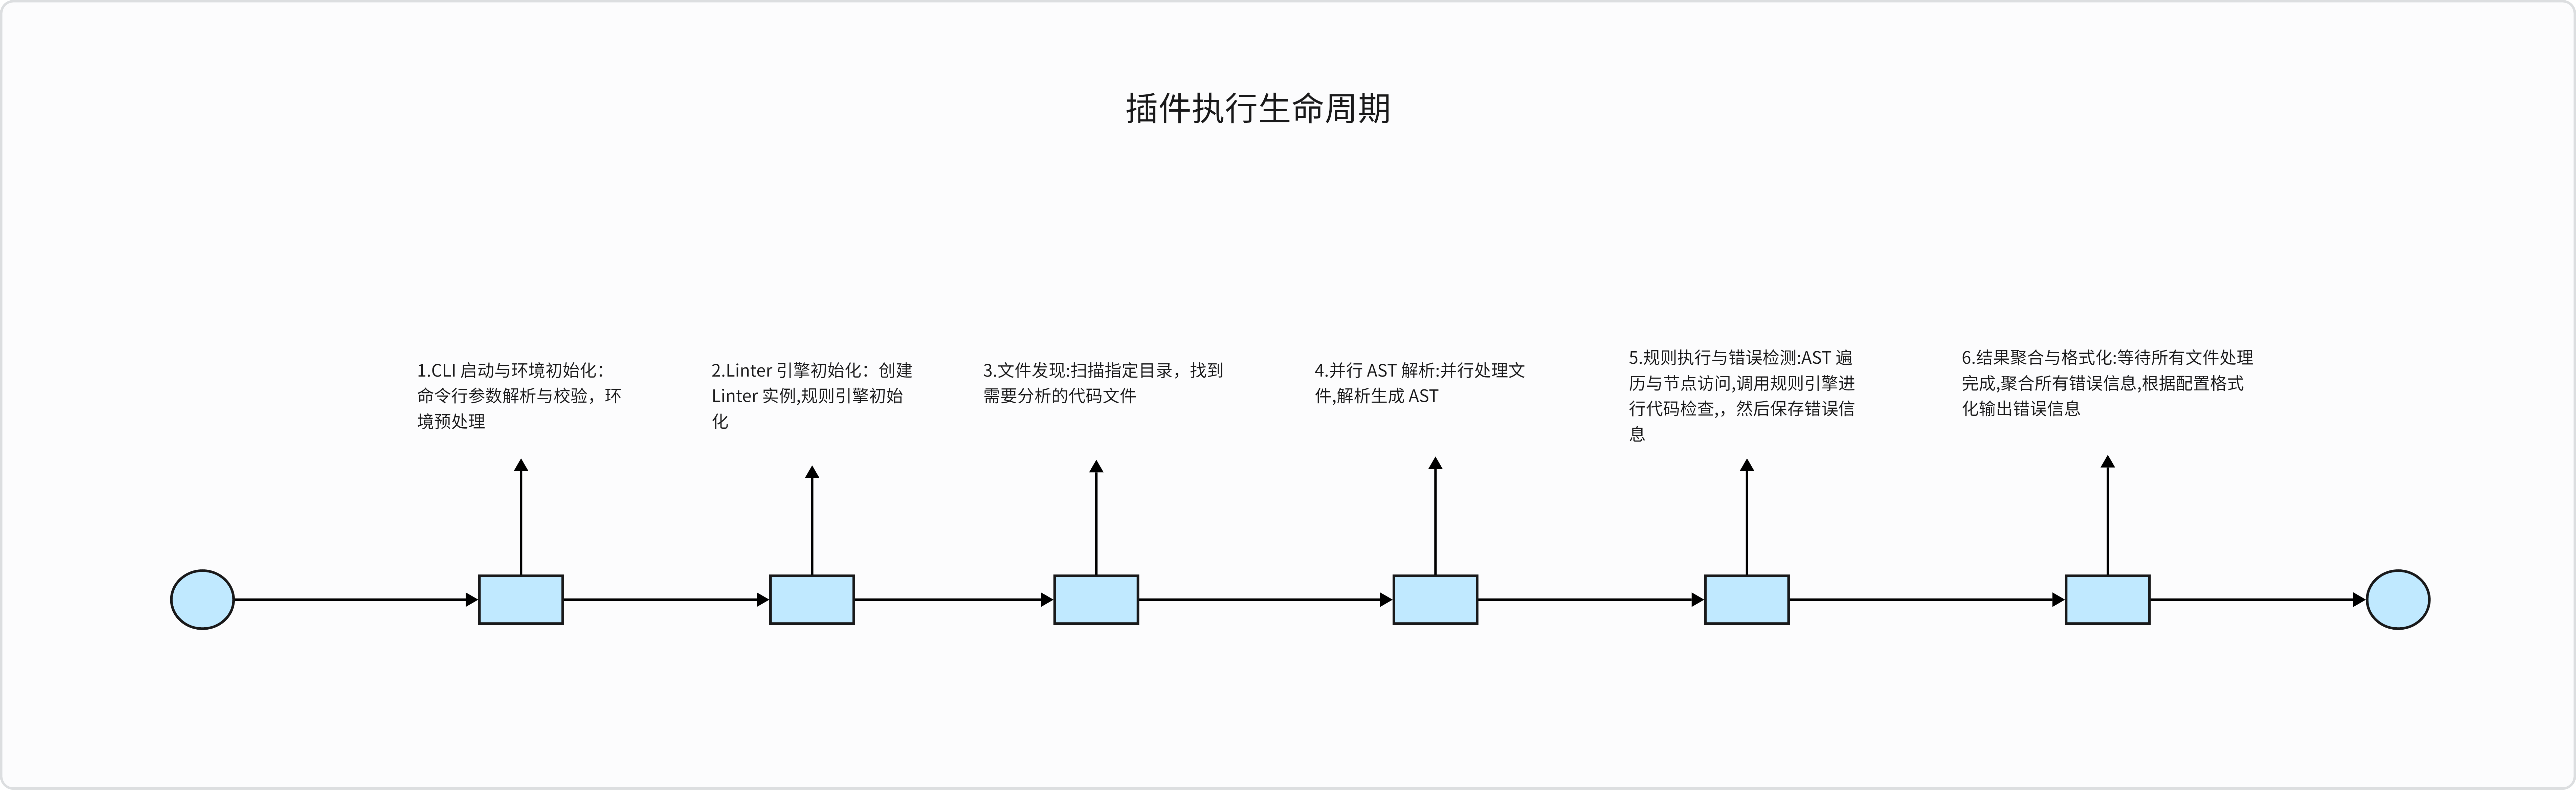 插件执行生命周期
1.CLI 启动与环境初始化：
命令行参数解析与校验，环
境预处理
2.Linter 引擎初始化：创建
Linter 实例,规则引擎初始
化
3.文件发现:扫描指定目录，找到
需要分析的代码文件
4.并行 AST 解析:并行处理文
件,解析生成 AST
5.规则执行与错误检测:AST 遍
历与节点访问,调用规则引擎进
行代码检查,，然后保存错误信
息
6.结果聚合与格式化:等待所有文件处理
完成,聚合所有错误信息,根据配置格式
化输出错误信息